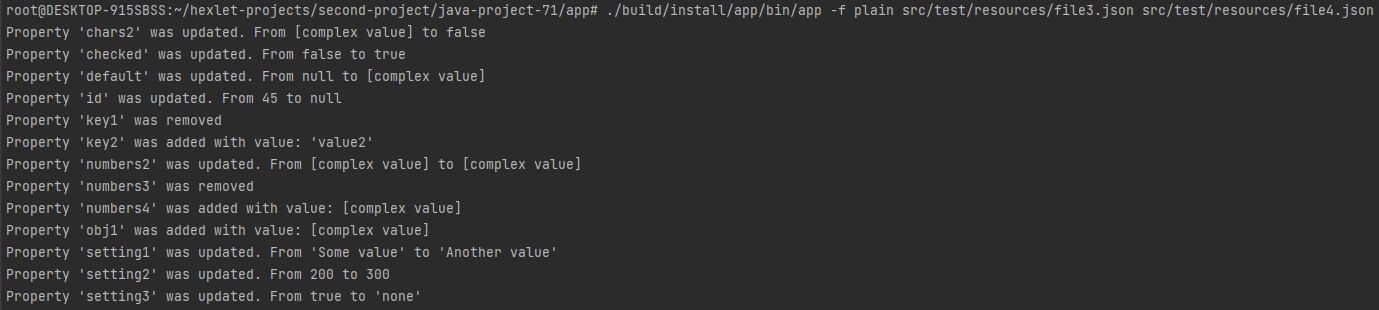 root@DESKTOP-915SBSS:~/hexlet-projects/second-project/java-project-71/app# ./build/install/app/bin/app -f plain src/test/resources/file3.json src/test/resources/file4.json
Property 'chars2' was updated. From [complex value] to false
Property 'checked' was updated. From false to true
Property 'default' was updated. From null to [complex value]
Property 'id' was updated. From 45 to null
Property 'key1' was removed
Property 'key2' was added with value: 'value2'
Property 'numbers2' was updated. From [complex value] to [complex value]
Property 'numbers3' was removed
Property 'numbers4' was added with value: [complex value]
Property 'obj1' was added with value: [complex value]
Property 'setting1' was updated. From 'Some value' to 'Another value'
Property 'setting2' was updated. From 200 to 300
Property 'setting3' was updated. From true to 'none'